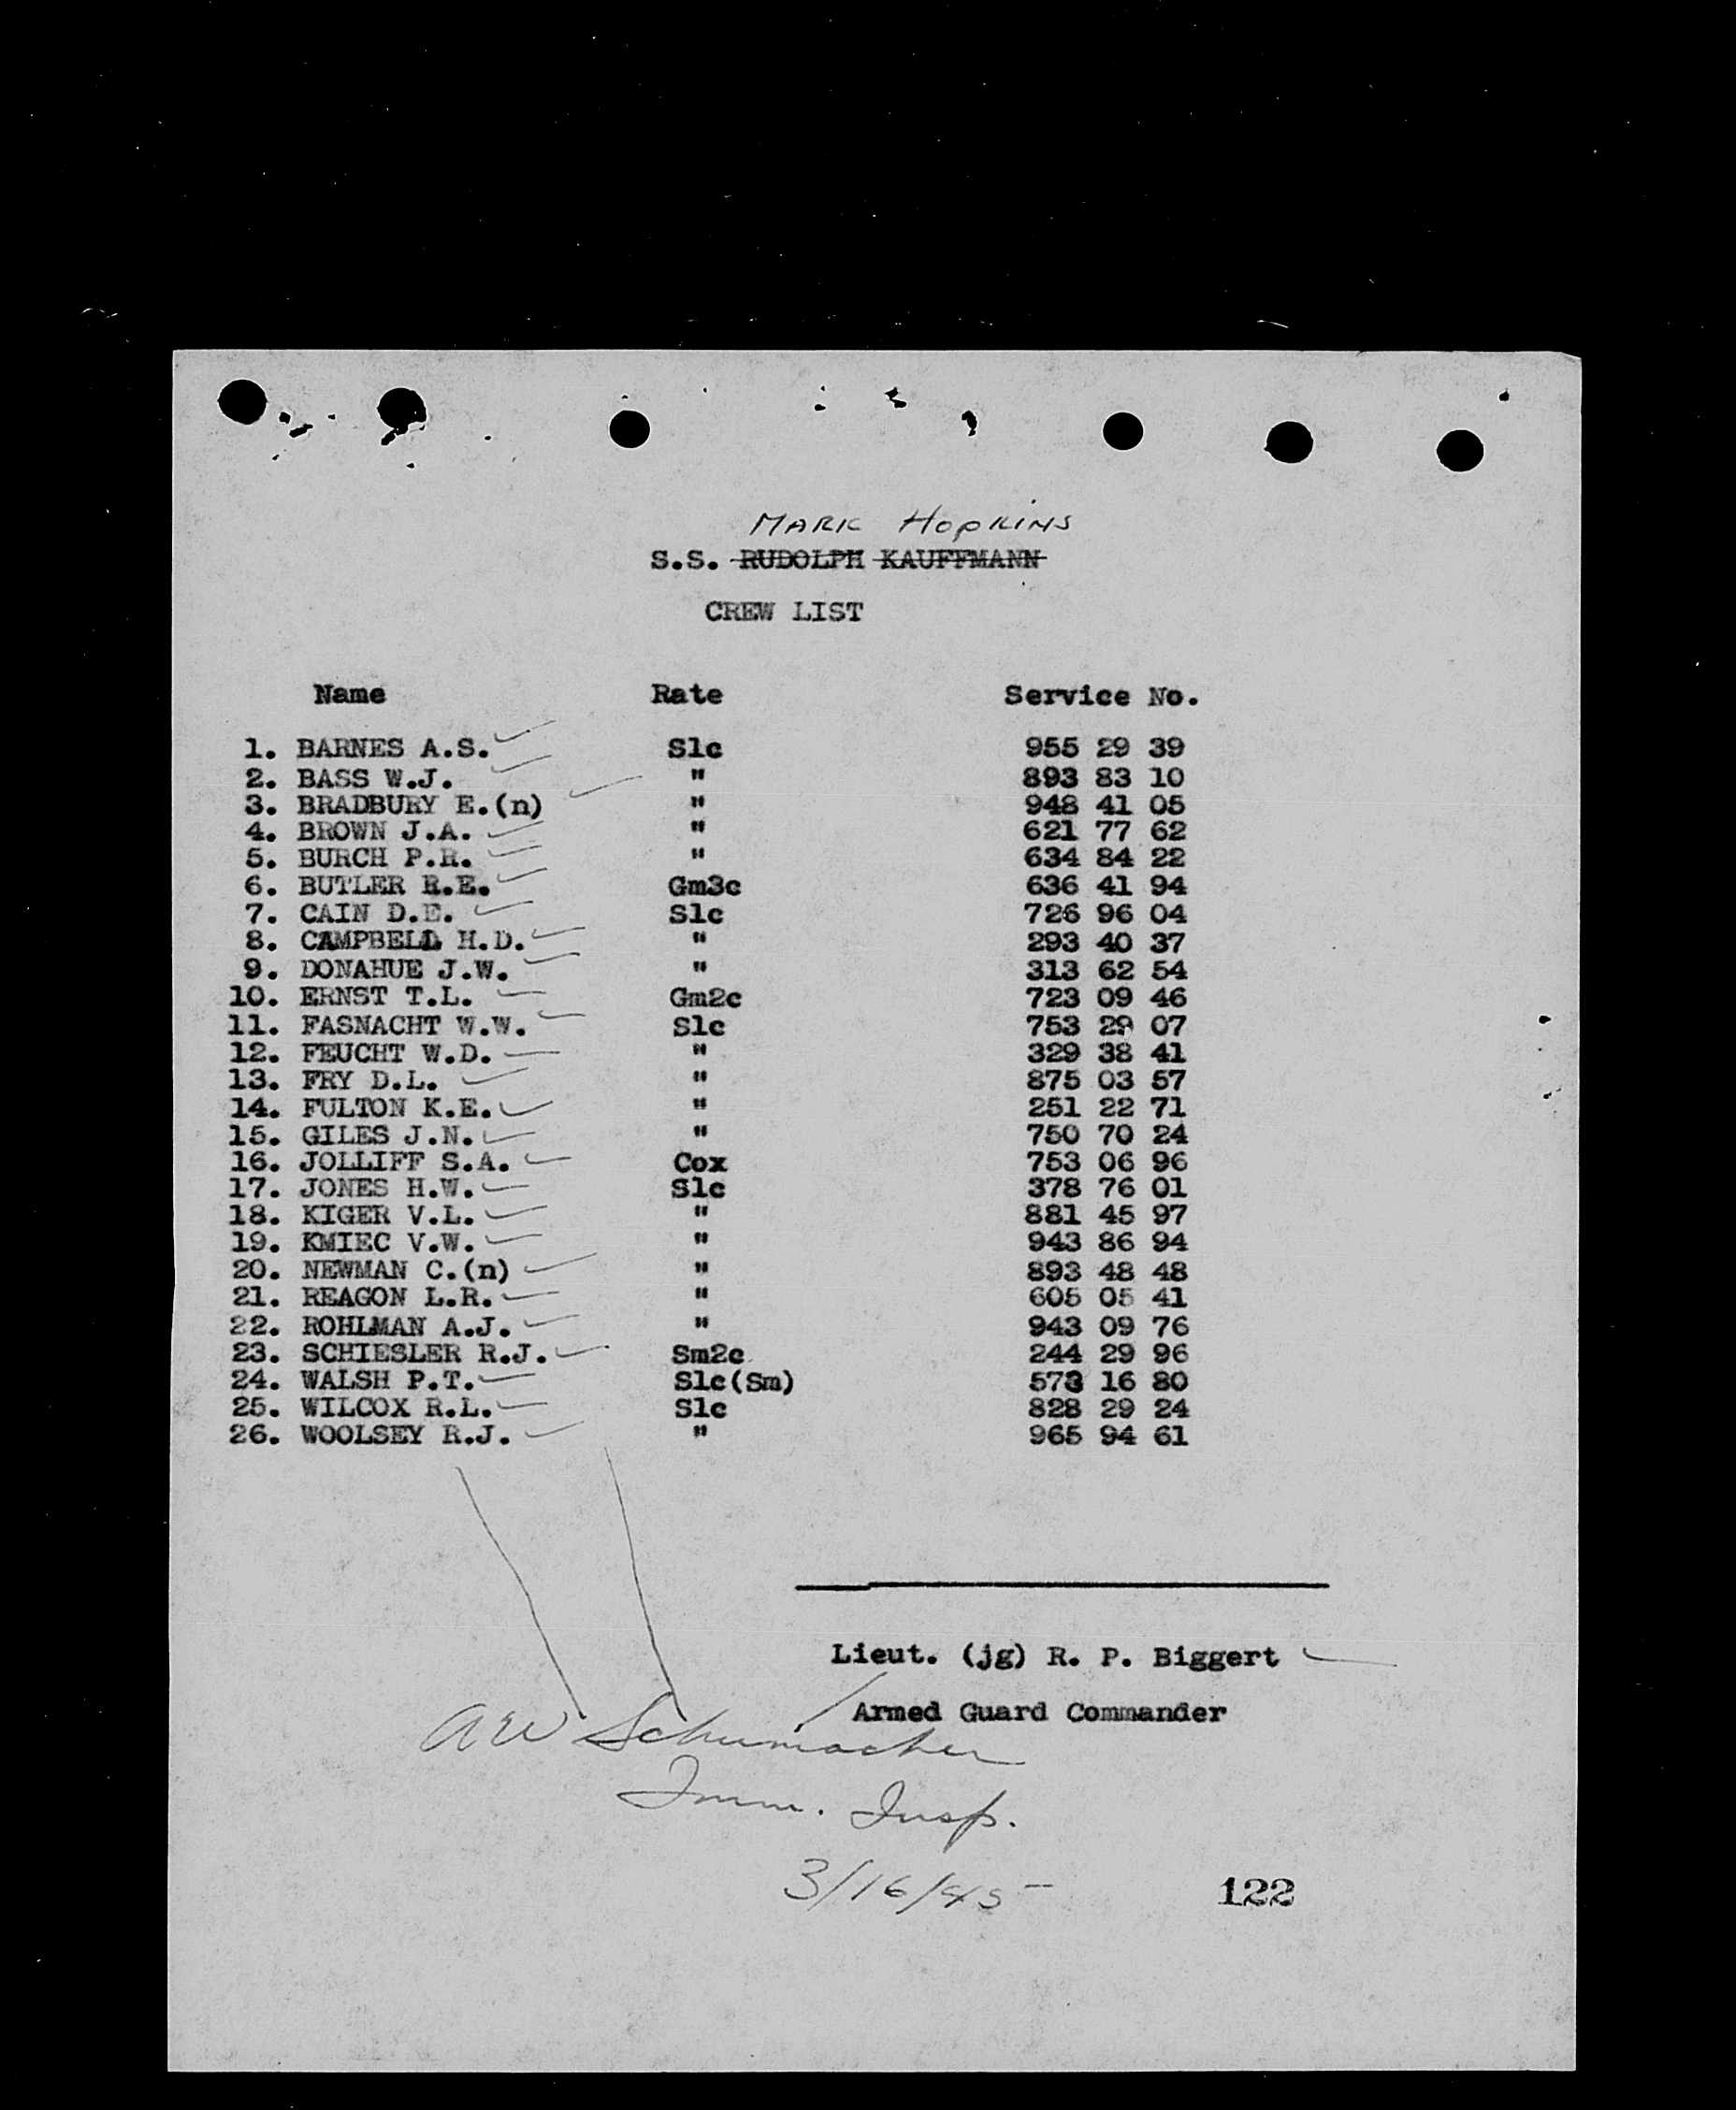 MARK HOPKINS
S.S. RUDOLPH KAUFFMANN
CREW LIST
Name Rate Service No.
1. BARNES A.S. S1c 955 29 39
2. BASS W.J. " 893 83 10
3. BRADBURY E.(n) " 948 41 05
4. BROWN J.A. " 621 77 62
5. BURCH P.R. " 634 84 22
6. BUTLER R.E. Gm3c 636 41 94
7. CAIN D.E. S1c 726 96 04
8. CAMPBELL H.D. " 293 40 37
9. DONAHUE J.W. " 313 62 54
10. ERNST T.L. Gm2c 723 09 46
11. FASNACHT W.W. S1c 753 29 07
12. FEUCHT W.D. " 329 38 41
13. FRY D.L. " 875 03 57
14. FULTON K.E. " 251 22 71
15. GILES J.N. " 750 70 24
16. JOLLIFF S.A. Cox 753 06 96
17. JONES H.W. S1c 378 76 01
18. KIGER V.L. " 881 45 97
19. KMIEC V.W. " 943 86 94
20. NEWMAN C.(n) " 893 48 48
21. REAGON L.R. " 605 05 41
22. ROHLMAN A.J. " 943 09 76
23. SCHIESLER R.J. Sm2c 244 29 96
24. WALSH P.T. S1c(Sm) 573 16 80
25. WILCOX R.L. S1c 828 29 24
26. WOOLSEY R.J. " 965 94 61
Lieut. (jg) R. P. Biggert
Armed Guard Commander
A W Schumacher
Imm. Insp.
3/16/45
122